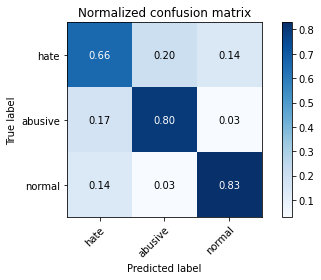 Normalized confusion matrix
True label
hate
0.66 0.20 0.14
abusive
0.17 0.80 0.03
normal
0.14 0.03 0.83
hate abusive normal
Predicted label
0.8
0.7
0.6
0.5
0.4
0.3
0.2
0.1